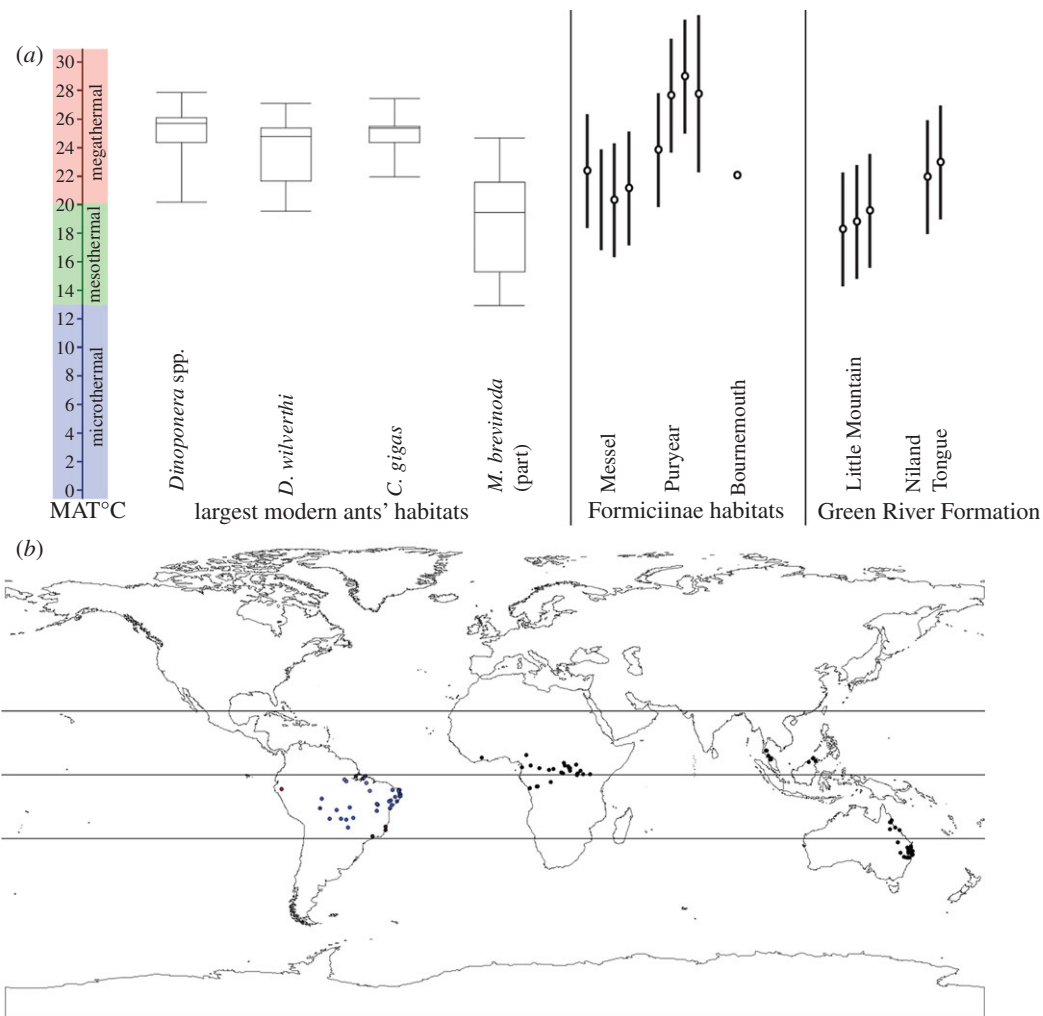 (a)
30
28
26
24
22
20
18
16
14
12
10
8
6
4
2
0
megathermal
mesothermal
microthermal
MAT°C
Dinoponera spp.
D. wilverthi
C. gigas
M. brevinoda
(part)
largest modern ants' habitats
Messel
Puryear
Bournemouth
Formiciinae habitats
Little Mountain
Niland
Tongue
Green River Formation
(b)